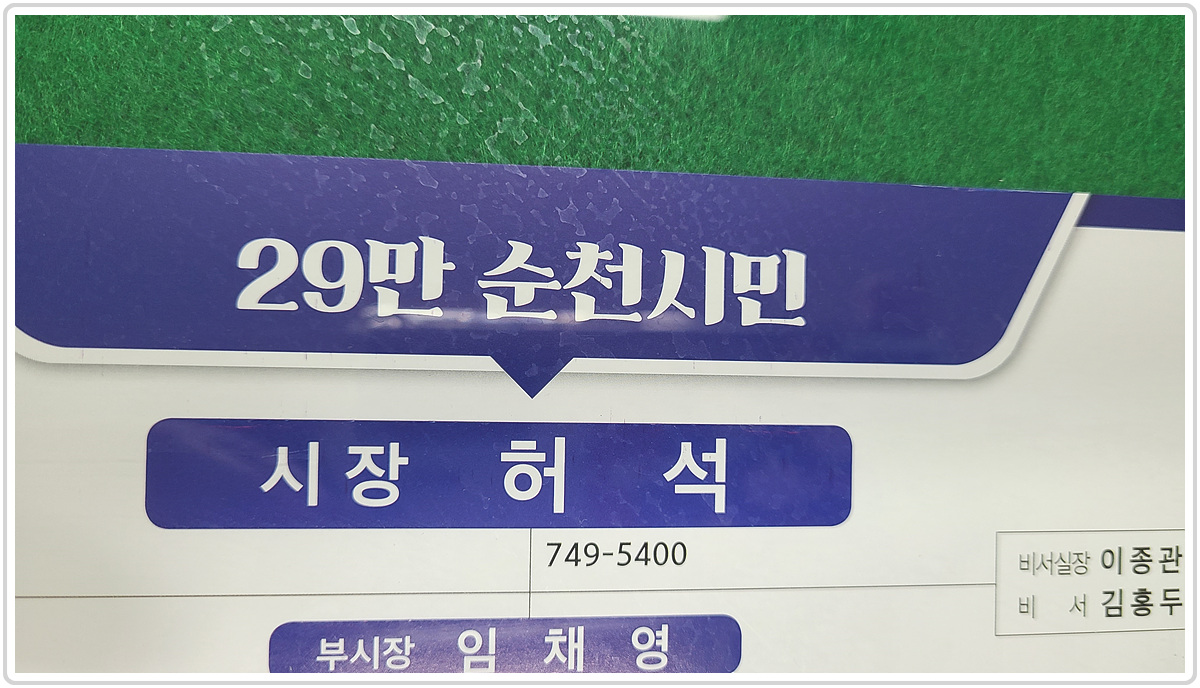 29만 순천시민
시장 허 석
749-5400
비서실장 이종관
비 서 김홍두
부시장 임 채 영